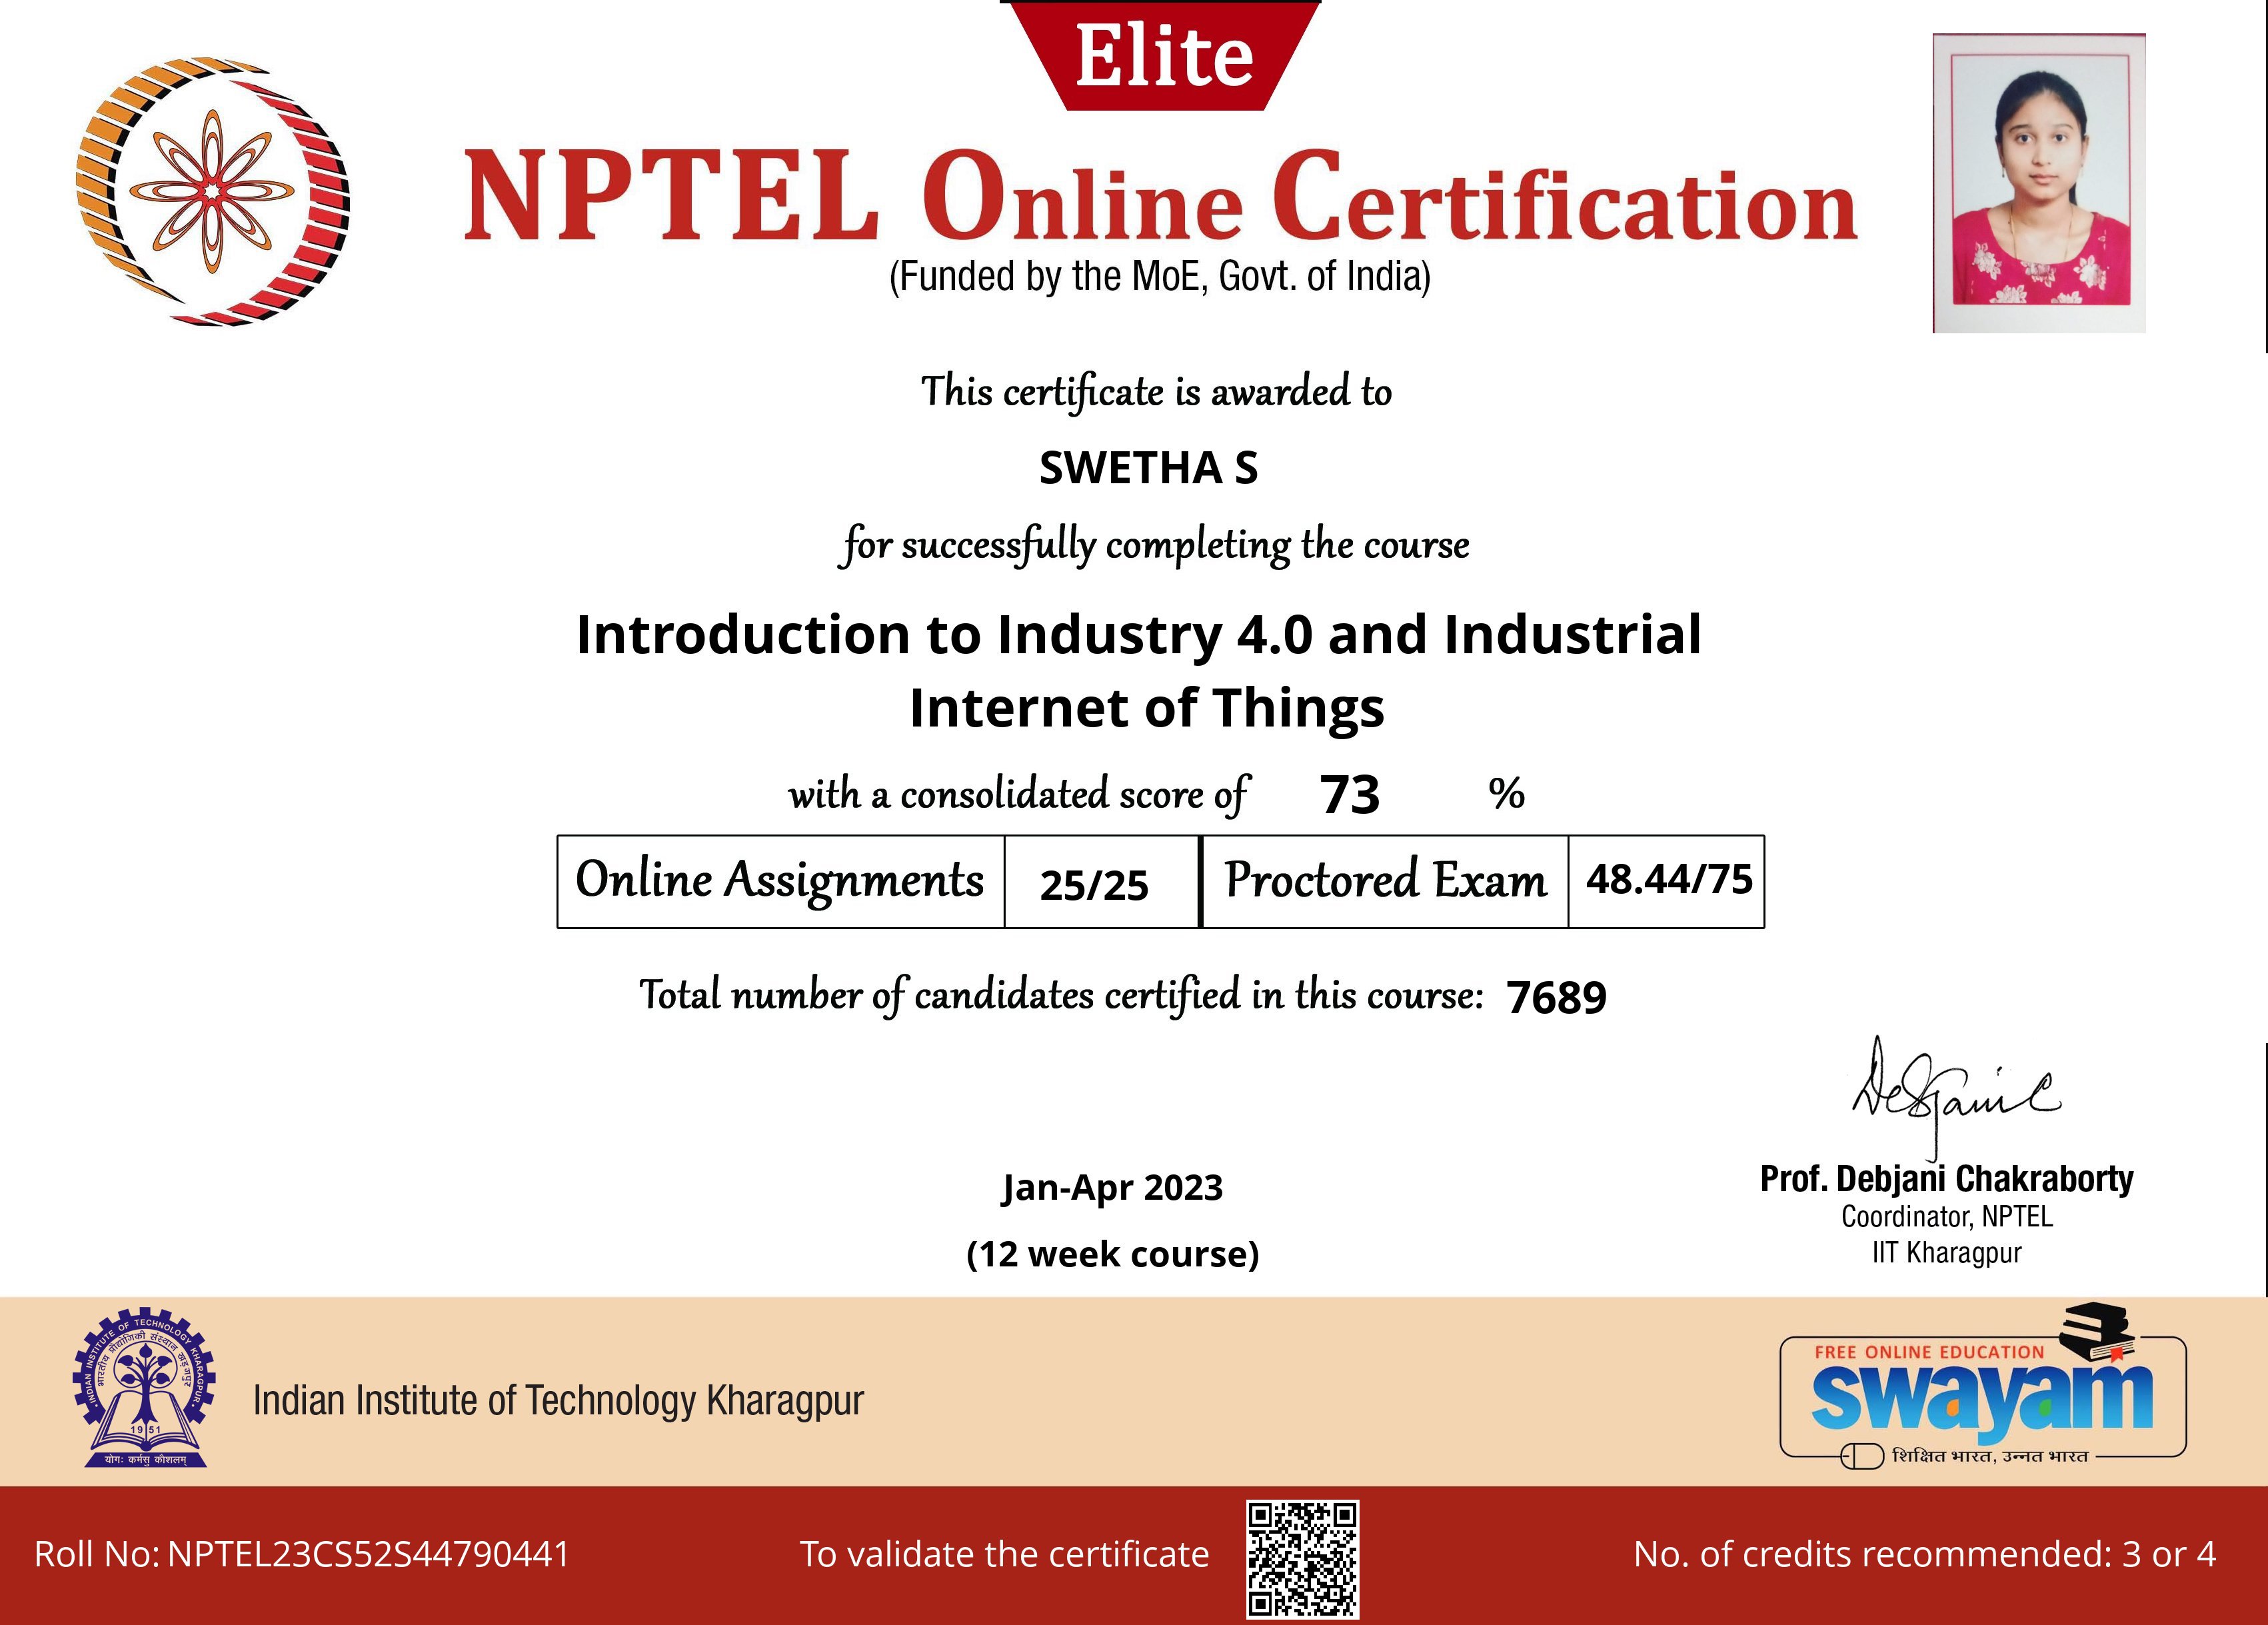 Elite
NPTEL Online Certification
(Funded by the MoE, Govt. of India)
This certificate is awarded to
SWETHA S
for successfully completing the course
Introduction to Industry 4.0 and Industrial
Internet of Things
with a consolidated score of 73 %
Online Assignments 25/25 Proctored Exam 48.44/75
Total number of candidates certified in this course: 7689
Prof. Debjani Chakraborty
Coordinator, NPTEL
IIT Kharagpur
Jan-Apr 2023
(12 week course)
INDIAN INSTITUTE OF TECHNOLOGY KHARAGPUR
भारतीय प्रौद्योगिकी संस्थान खड़गपुर
1951
योगः कर्मसु कौशलम्
Indian Institute of Technology Kharagpur
FREE ONLINE EDUCATION
swayam
शिक्षित भारत, उन्नत भारत
Roll No: NPTEL23CS52S44790441
To validate the certificate
No. of credits recommended: 3 or 4